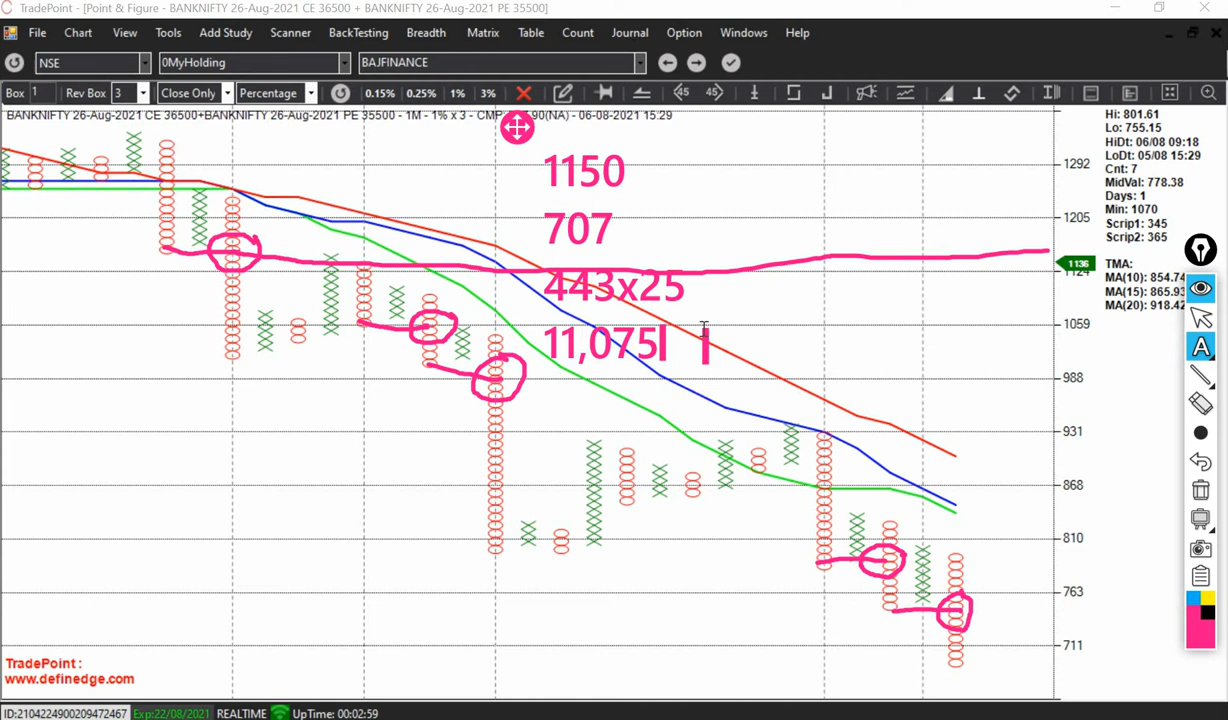 TradePoint - [Point & Figure - BANKNIFTY 26-Aug-2021 CE 36500 + BANKNIFTY 26-Aug-2021 PE 35500]
File Chart View Tools Add Study Scanner BackTesting Breadth Matrix Table Count Journal Option Windows Help
NSE 0MyHolding BAJFINANCE
Box 1 Rev Box 3 Close Only Percentage 0.15% 0.25% 1% 3% 45 45
BANKNIFTY 26-Aug-2021 CE 36500+BANKNIFTY 26-Aug-2021 PE 35500 - 1M - 1% x 3 - CMP 90(NA) - 06-08-2021 15:29
Hi: 801.61
Lo: 755.15
HiDt: 06/08 09:18
LoDt: 05/08 15:29
Cnt: 7
MidVal: 778.38
Days: 1
Min: 1070
Scrip1: 345
Scrip2: 365
TMA:
MA(10): 854.74
MA(15): 865.93
MA(20): 918.42
1150
707
443x25
11,075
1292
1205
1136
1124
1059
988
931
868
810
763
711
TradePoint :
www.definedge.com
ID:2104224900209472467 Exp:22/08/2021 REALTIME UpTime: 00:02:59